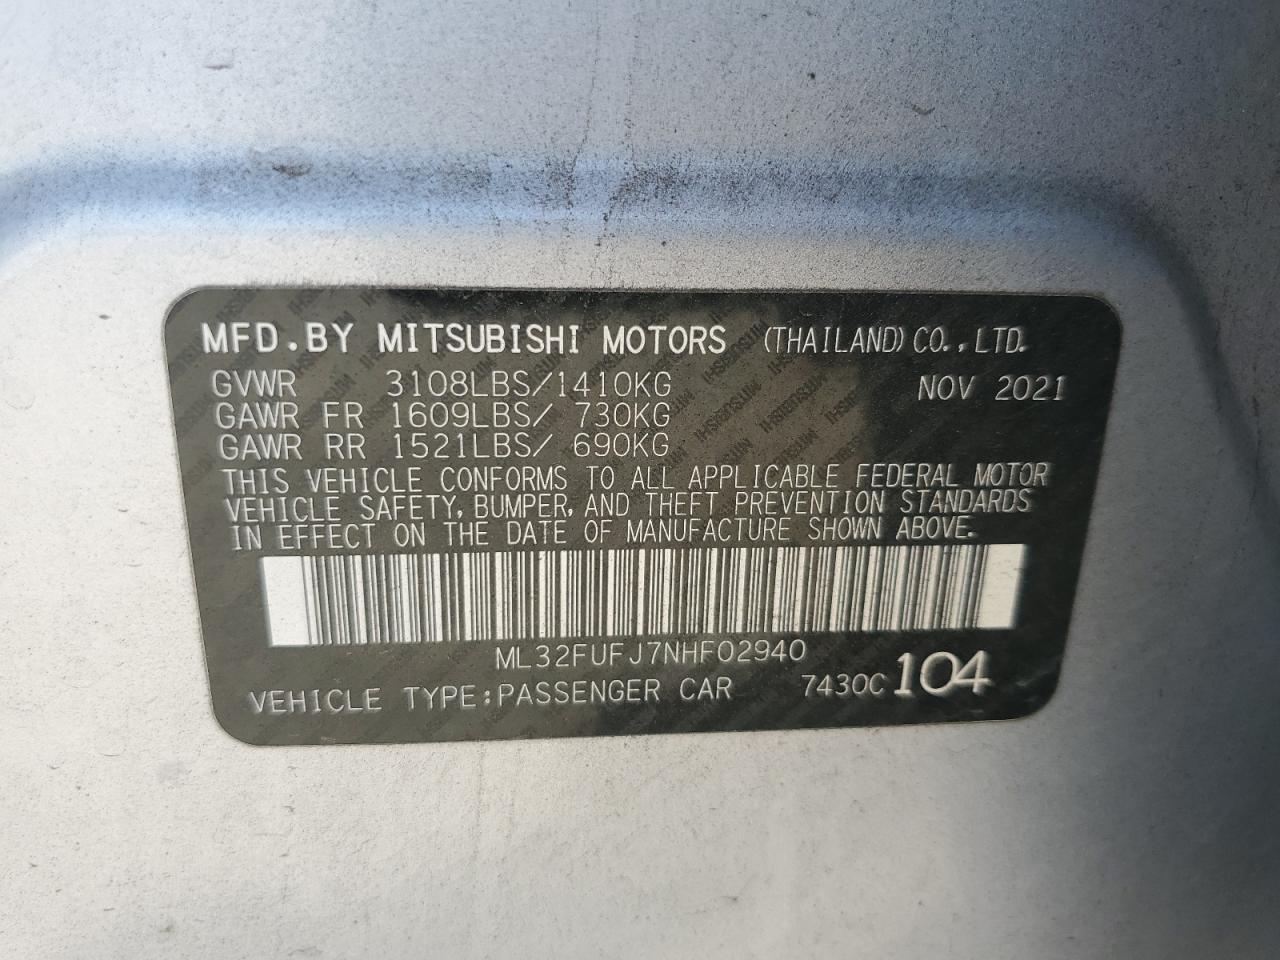 MFD.BY MITSUBISHI MOTORS (THAILAND) CO., LTD.
GVWR 3108LBS/1410KG NOV 2021
GAWR FR 1609LBS/ 730KG
GAWR RR 1521LBS/ 690KG
THIS VEHICLE CONFORMS TO ALL APPLICABLE FEDERAL MOTOR
VEHICLE SAFETY, BUMPER, AND THEFT PREVENTION STANDARDS
IN EFFECT ON THE DATE OF MANUFACTURE SHOWN ABOVE.
ML32FUFJ7NHF02940
VEHICLE TYPE:PASSENGER CAR 7430C 104